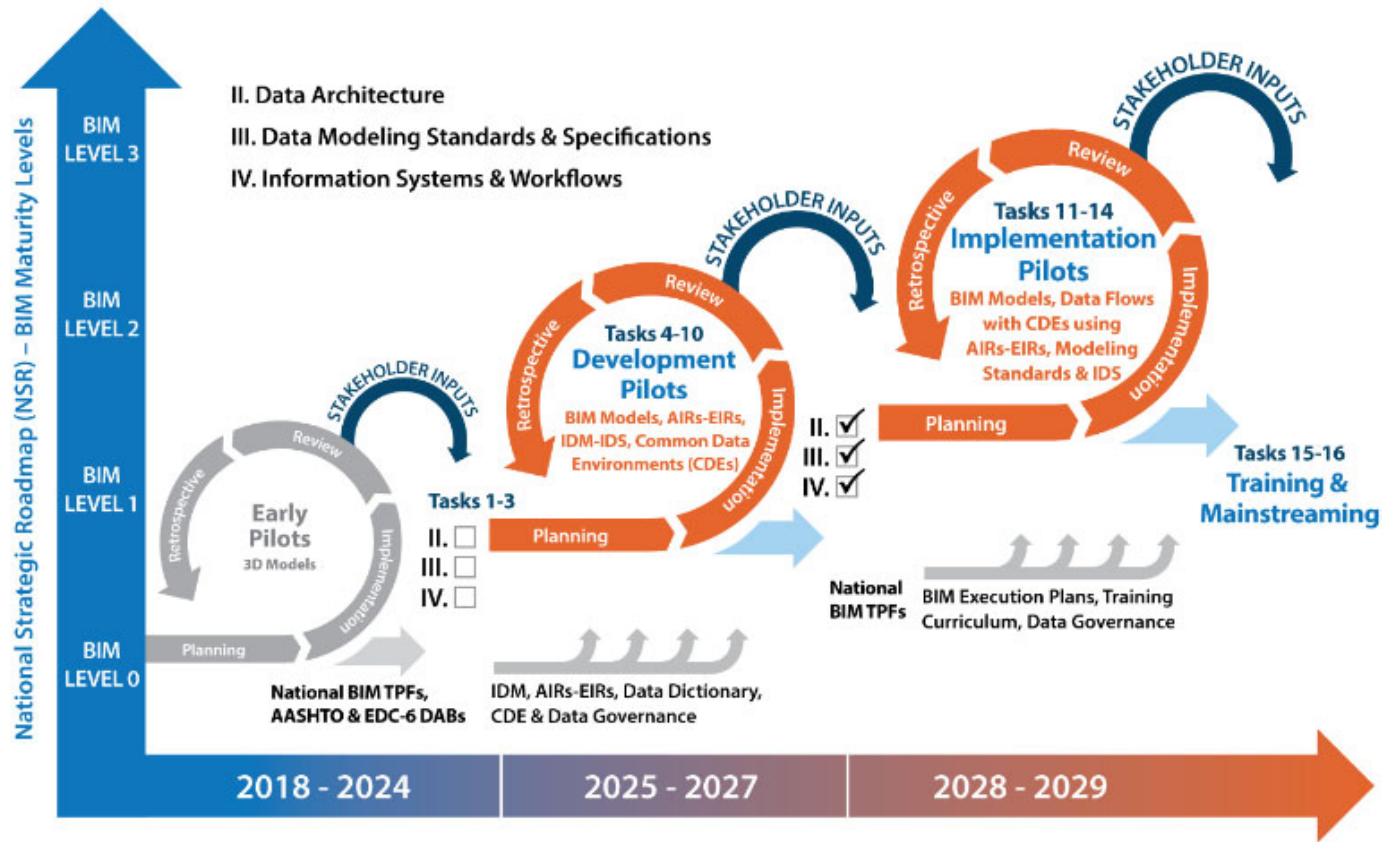 National Strategic Roadmap (NSR) – BIM Maturity Levels
BIM
LEVEL 3
BIM
LEVEL 2
BIM
LEVEL 1
BIM
LEVEL 0
II. Data Architecture
III. Data Modeling Standards & Specifications
IV. Information Systems & Workflows
Planning
Implementation
Review
Retrospective
Early
Pilots
3D Models
STAKEHOLDER INPUTS
National BIM TPFs,
AASHTO & EDC-6 DABs
Tasks 1-3
II.
III.
IV.
Planning
Implementation
Review
Retrospective
Tasks 4-10
Development
Pilots
BIM Models, AIRs-EIRs,
IDM-IDS, Common Data
Environments (CDEs)
STAKEHOLDER INPUTS
IDM, AIRs-EIRs, Data Dictionary,
CDE & Data Governance
II.
III.
IV.
Planning
Implementation
Review
Retrospective
Tasks 11-14
Implementation
Pilots
BIM Models, Data Flows
with CDEs using
AIRs-EIRs, Modeling
Standards & IDS
STAKEHOLDER INPUTS
National
BIM TPFs
BIM Execution Plans, Training
Curriculum, Data Governance
Tasks 15-16
Training &
Mainstreaming
2018 - 2024
2025 - 2027
2028 - 2029